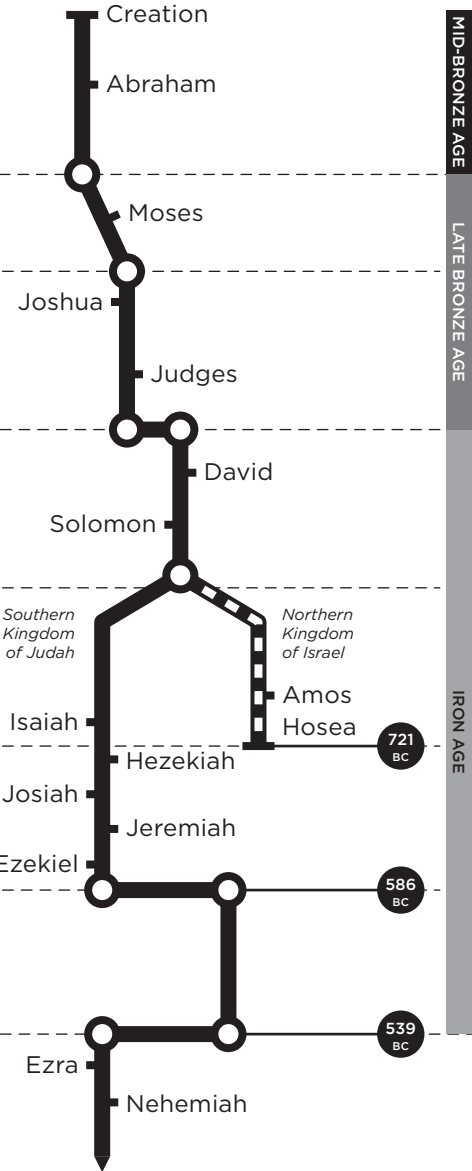 Creation
MID-BRONZE AGE
Abraham
Moses
LATE BRONZE AGE
Joshua
Judges
David
Solomon
Southern
Kingdom
of Judah
Northern
Kingdom
of Israel
IRON AGE
Amos
Isaiah
Hosea
721
BC
Hezekiah
Josiah
Jeremiah
Ezekiel
586
BC
539
BC
Ezra
Nehemiah